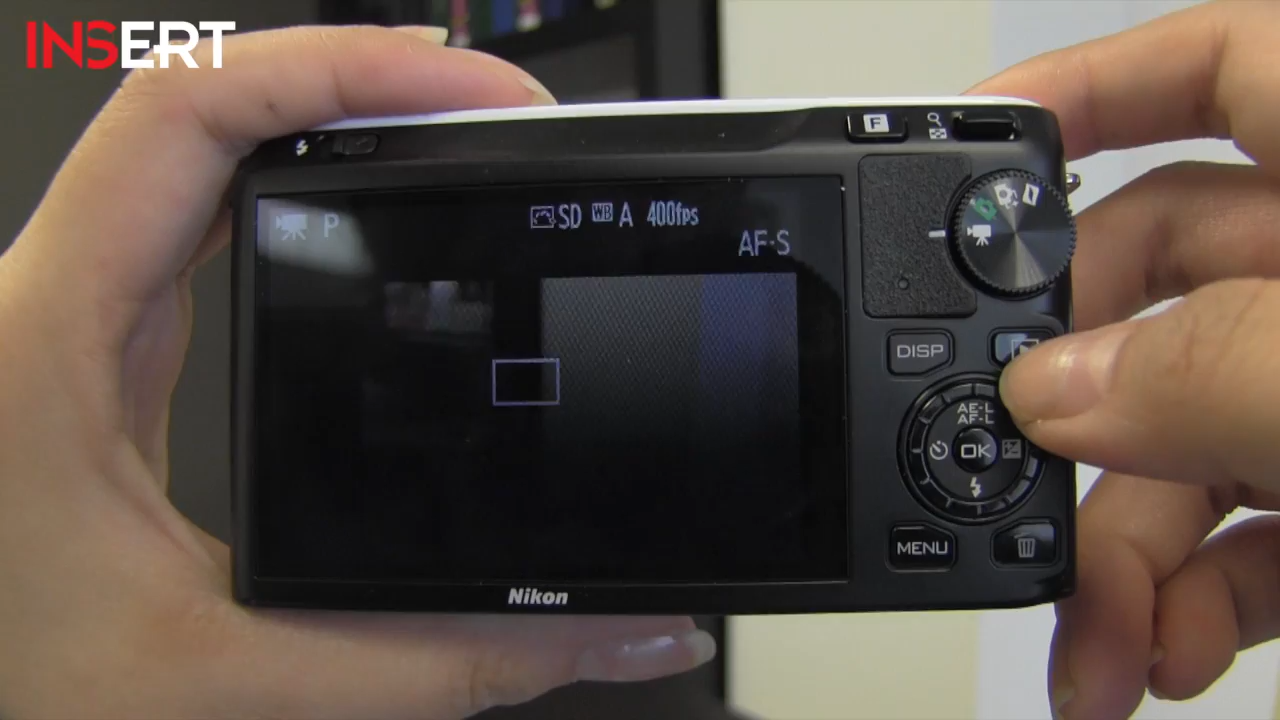 INSERT
F
P SD WB A 400fps
AF-S
DISP
AE-L
AF-L
OK
MENU
Nikon